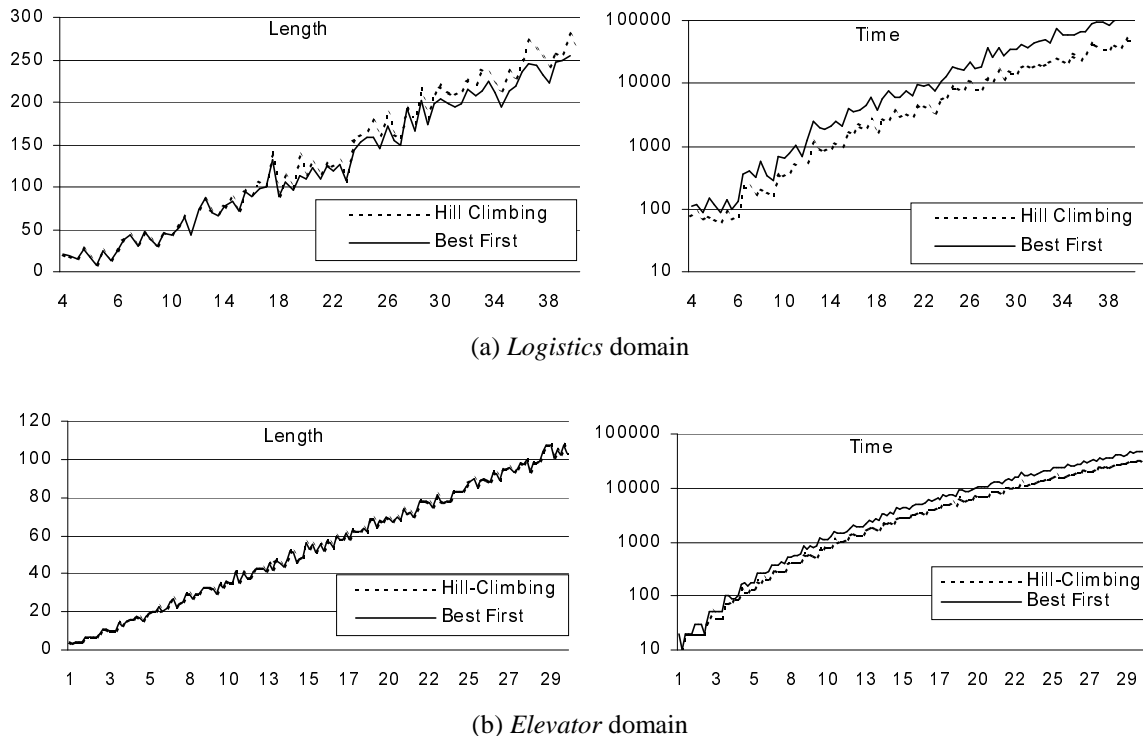 Length
300
250
200
150
100
50
0
4 6 10 14 18 22 26 30 34 38
Hill Climbing
Best First
Time
100000
10000
1000
100
10
4 6 10 14 18 22 26 30 34 38
Hill Climbing
Best First
(a) Logistics domain
Length
120
100
80
60
40
20
0
1 3 5 8 10 13 15 17 20 22 25 27 29
Hill-Climbing
Best First
Time
100000
10000
1000
100
10
1 3 5 8 10 13 15 17 20 22 25 27 29
Hill-Climbing
Best First
(b) Elevator domain